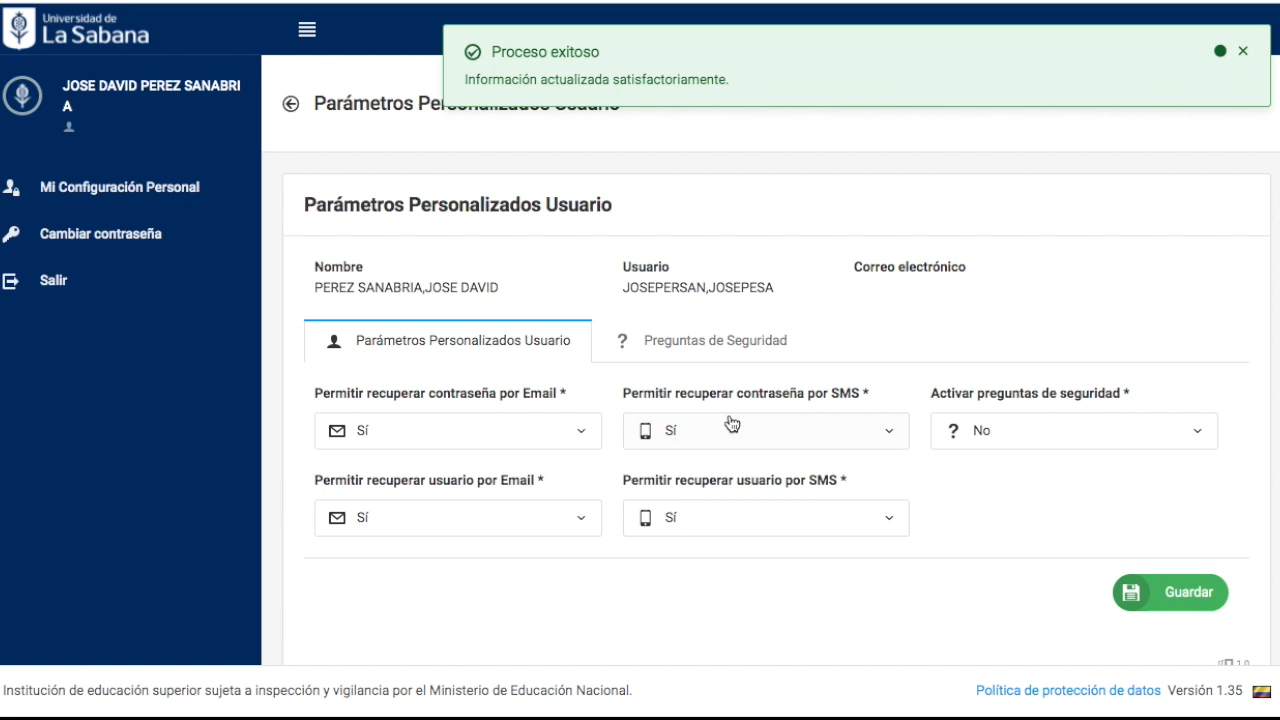 Universidad de
La Sabana
Proceso exitoso
Información actualizada satisfactoriamente.
JOSE DAVID PEREZ SANABRI
A
Parámetros Personalizados Usuario
Mi Configuración Personal
Cambiar contraseña
Salir
Parámetros Personalizados Usuario
Nombre
PEREZ SANABRIA,JOSE DAVID
Usuario
JOSEPERSAN,JOSEPESA
Correo electrónico
Parámetros Personalizados Usuario
? Preguntas de Seguridad
Permitir recuperar contraseña por Email *
Sí
Permitir recuperar contraseña por SMS *
Sí
Activar preguntas de seguridad *
? No
Permitir recuperar usuario por Email *
Sí
Permitir recuperar usuario por SMS *
Sí
Guardar
1.0
Institución de educación superior sujeta a inspección y vigilancia por el Ministerio de Educación Nacional.
Política de protección de datos Versión 1.35